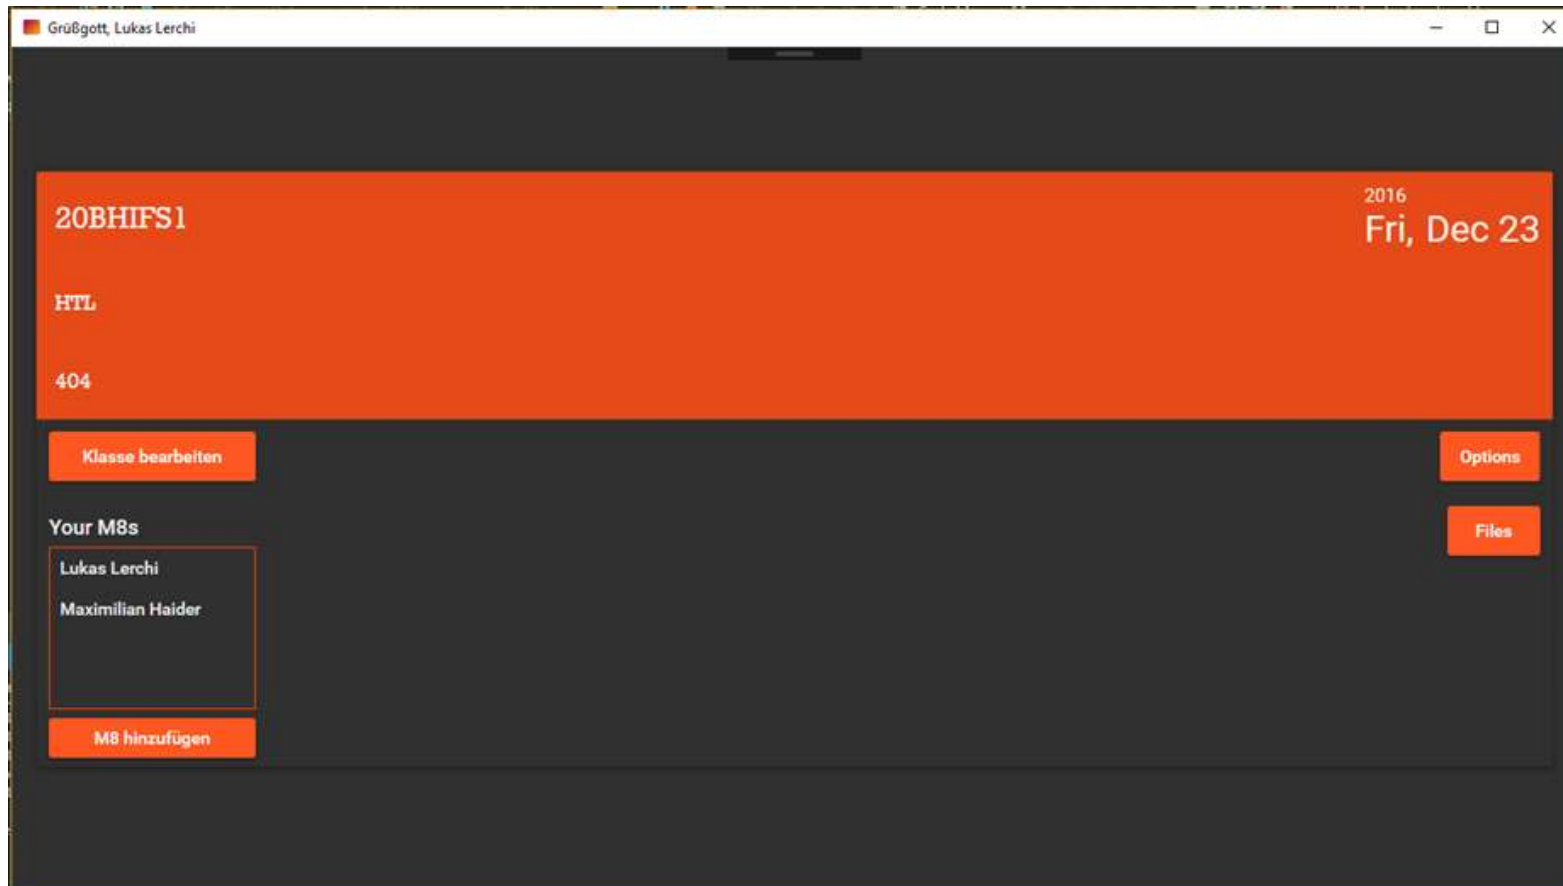 Grüßgott, Lukas Lerchi
20BHIFS1
2016
Fri, Dec 23
HTL
404
Klasse bearbeiten
Options
Your M8s
Files
Lukas Lerchi
Maximilian Haider
M8 hinzufügen